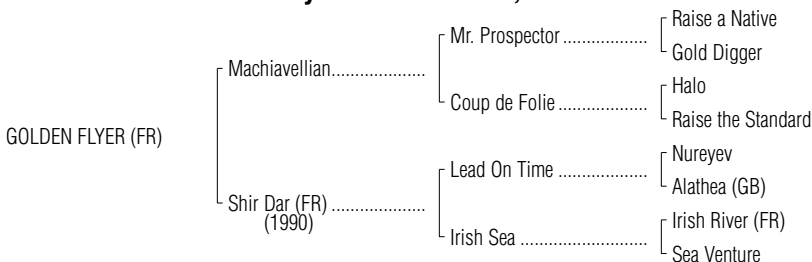 Raise a Native
Mr. Prospector ...................
Gold Digger
Machiavellian.....................
Halo
Coup de Folie ....................
Raise the Standard
GOLDEN FLYER (FR)
Nureyev
Lead On Time ....................
Alathea (GB)
Shir Dar (FR) .....................
(1990)
Irish River (FR)
Irish Sea ...........................
Sea Venture